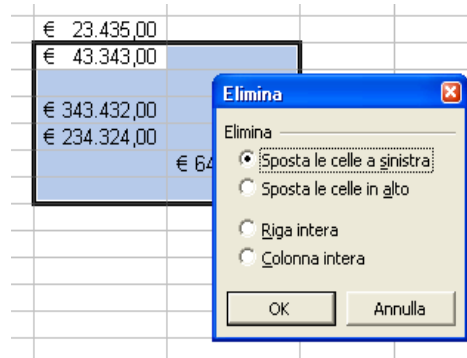 € 23.435,00
€ 43.343,00
€ 343.432,00
€ 234.324,00
€ 64
Elimina
Elimina
Sposta le celle a sinistra
Sposta le celle in alto
Riga intera
Colonna intera
OK Annulla